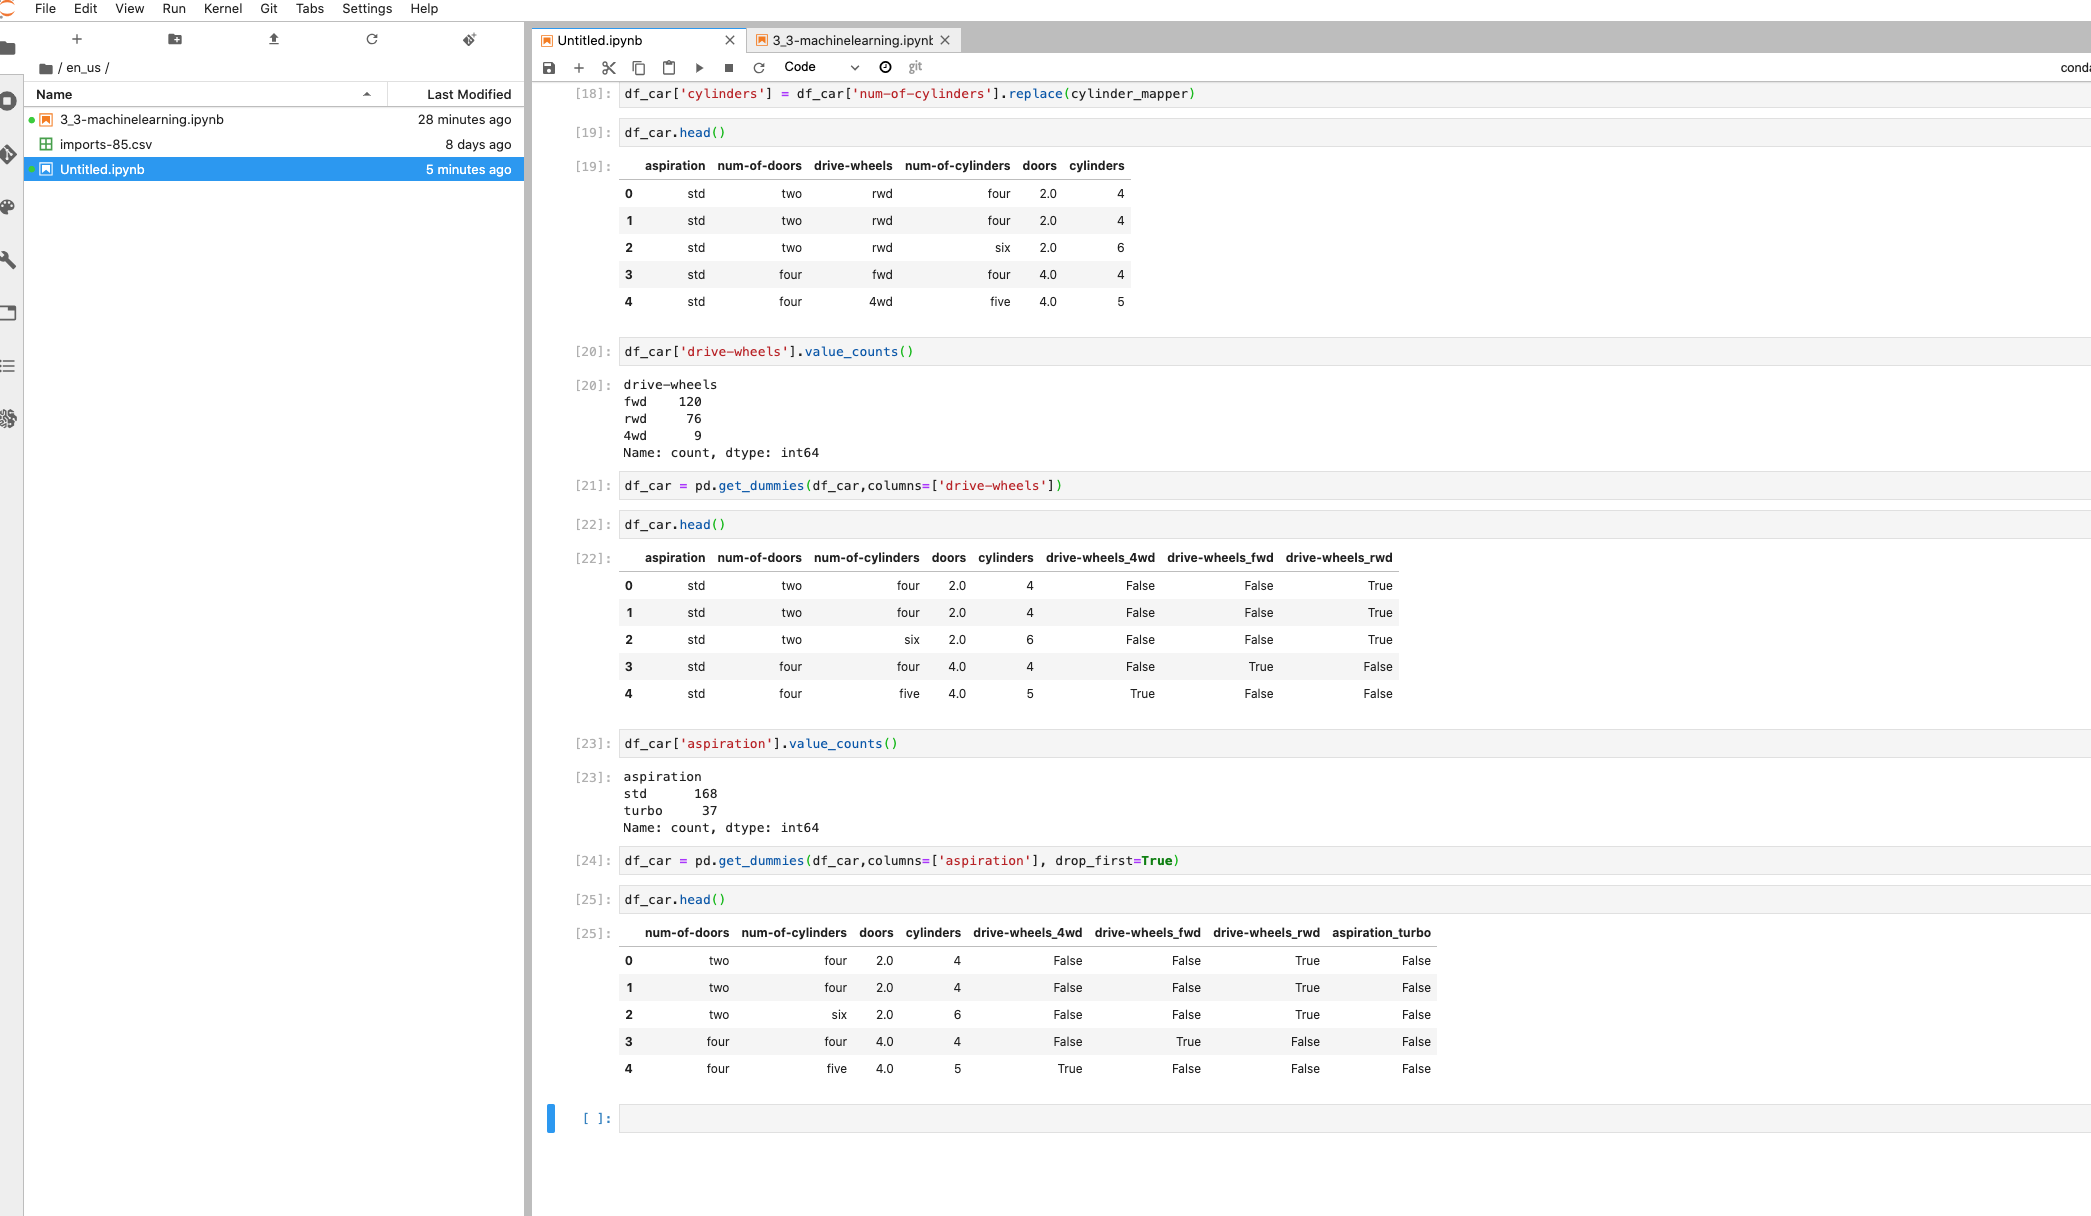 File Edit View Run Kernel Git Tabs Settings Help
/ en_us /
Name Last Modified
3_3-machinelearning.ipynb 28 minutes ago
imports-85.csv 8 days ago
Untitled.ipynb 5 minutes ago
Untitled.ipynb 3_3-machinelearning.ipynb
Code git conda
[18]: df_car['cylinders'] = df_car['num-of-cylinders'].replace(cylinder_mapper)
[19]: df_car.head()
[19]: aspiration num-of-doors drive-wheels num-of-cylinders doors cylinders
0 std two rwd four 2.0 4
1 std two rwd four 2.0 4
2 std two rwd six 2.0 6
3 std four fwd four 4.0 4
4 std four 4wd five 4.0 5
[20]: df_car['drive-wheels'].value_counts()
[20]: drive-wheels
fwd 120
rwd 76
4wd 9
Name: count, dtype: int64
[21]: df_car = pd.get_dummies(df_car,columns=['drive-wheels'])
[22]: df_car.head()
[22]: aspiration num-of-doors num-of-cylinders doors cylinders drive-wheels_4wd drive-wheels_fwd drive-wheels_rwd
0 std two four 2.0 4 False False True
1 std two four 2.0 4 False False True
2 std two six 2.0 6 False False True
3 std four four 4.0 4 False True False
4 std four five 4.0 5 True False False
[23]: df_car['aspiration'].value_counts()
[23]: aspiration
std 168
turbo 37
Name: count, dtype: int64
[24]: df_car = pd.get_dummies(df_car,columns=['aspiration'], drop_first=True)
[25]: df_car.head()
[25]: num-of-doors num-of-cylinders doors cylinders drive-wheels_4wd drive-wheels_fwd drive-wheels_rwd aspiration_turbo
0 two four 2.0 4 False False True False
1 two four 2.0 4 False False True False
2 two six 2.0 6 False False True False
3 four four 4.0 4 False True False False
4 four five 4.0 5 True False False False
[ ]: